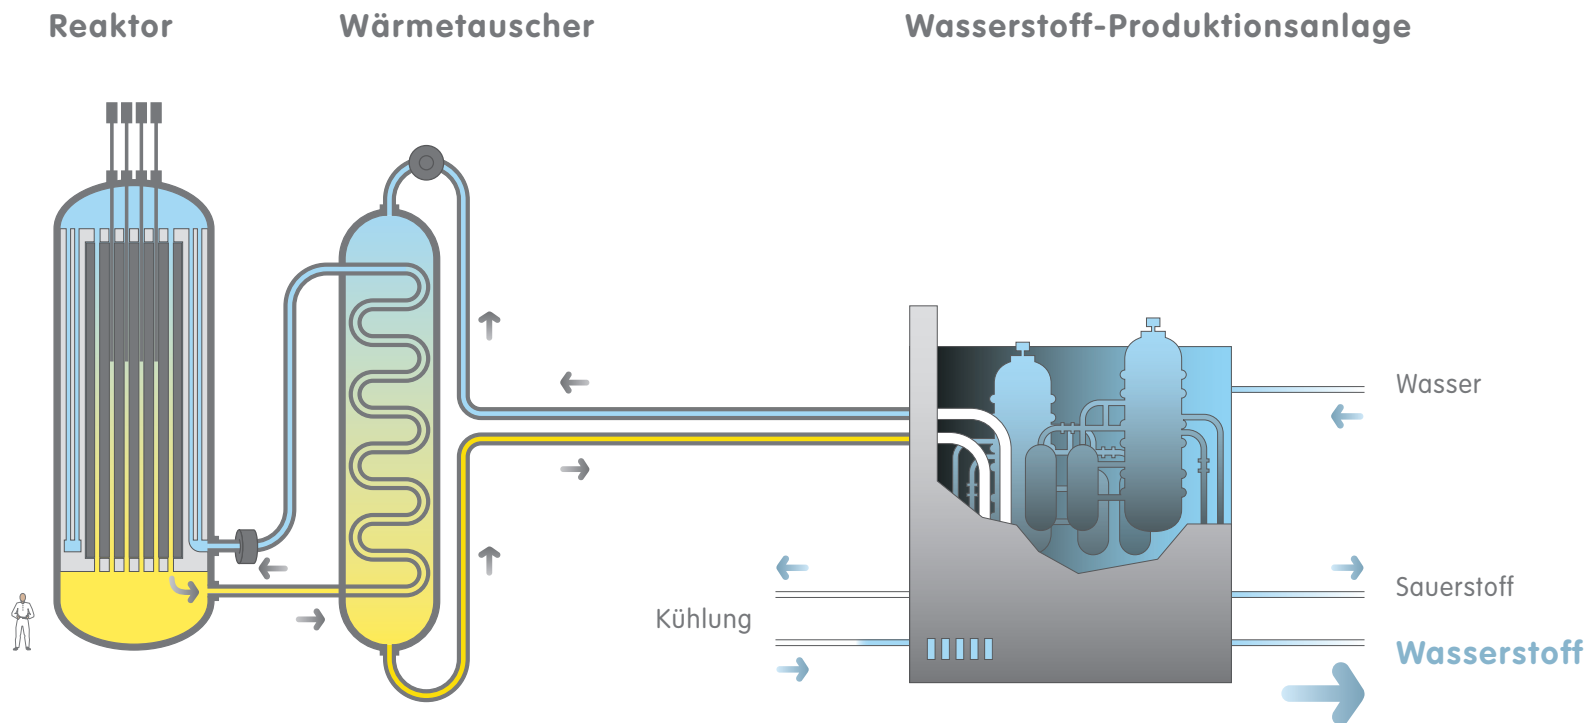 Reaktor
Wärmetauscher
Wasserstoff-Produktionsanlage
Wasser
Kühlung
Sauerstoff
Wasserstoff